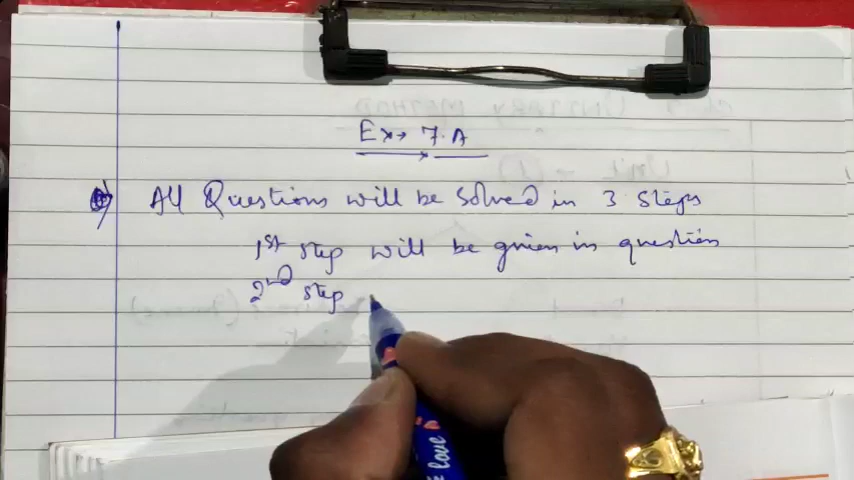 Ex → 7.A
All Questions will be Solved in 3 Steps
1st step will be given in question
2nd step
love